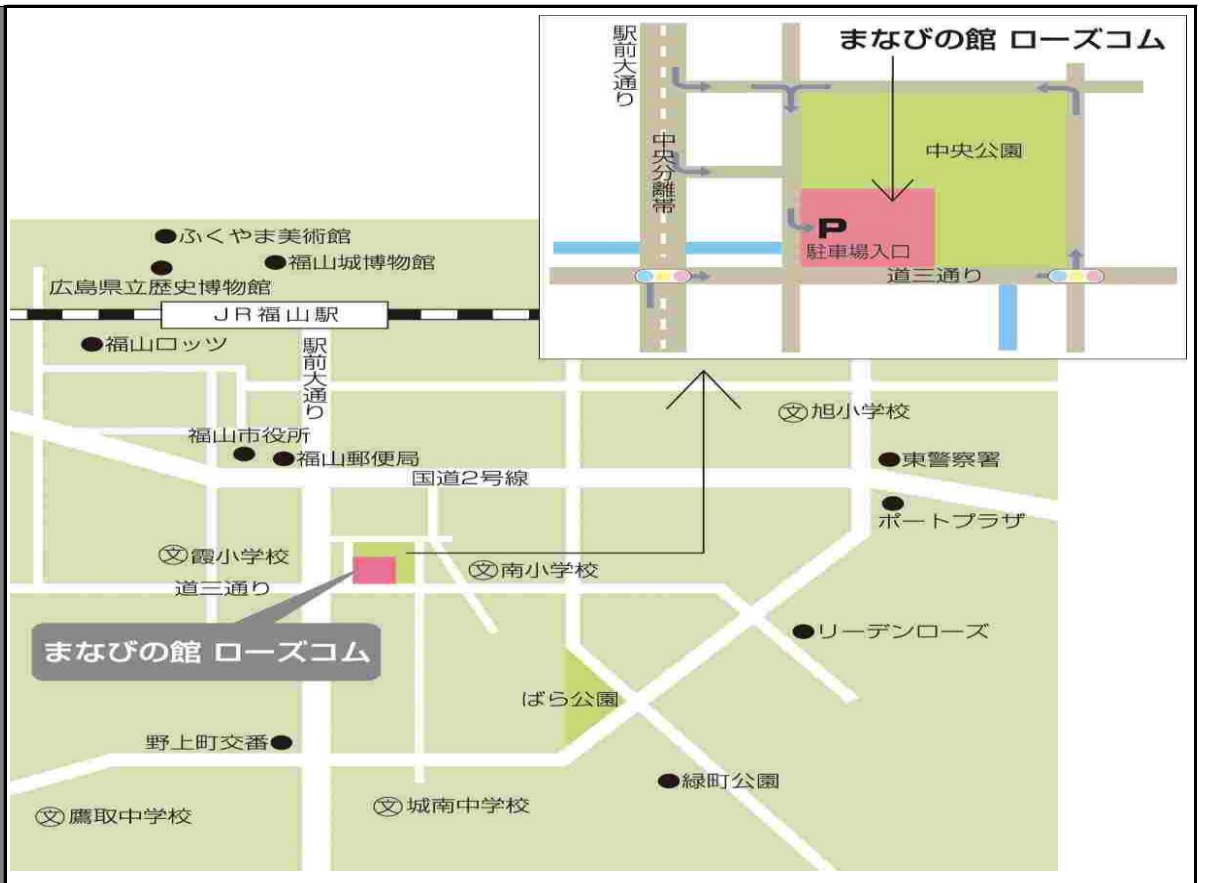 まなびの館 ローズコム
駅前大通り
中央分離帯
中央公園
P
駐車場入口
道三通り
ふくやま美術館
福山城博物館
広島県立歴史博物館
JR福山駅
福山ロッツ
駅前大通り
文旭小学校
福山市役所
福山郵便局
東警察署
国道2号線
ポートプラザ
文霞小学校
文南小学校
道三通り
リーデンローズ
まなびの館 ローズコム
ばら公園
野上町交番
緑町公園
文城南中学校
文鷹取中学校